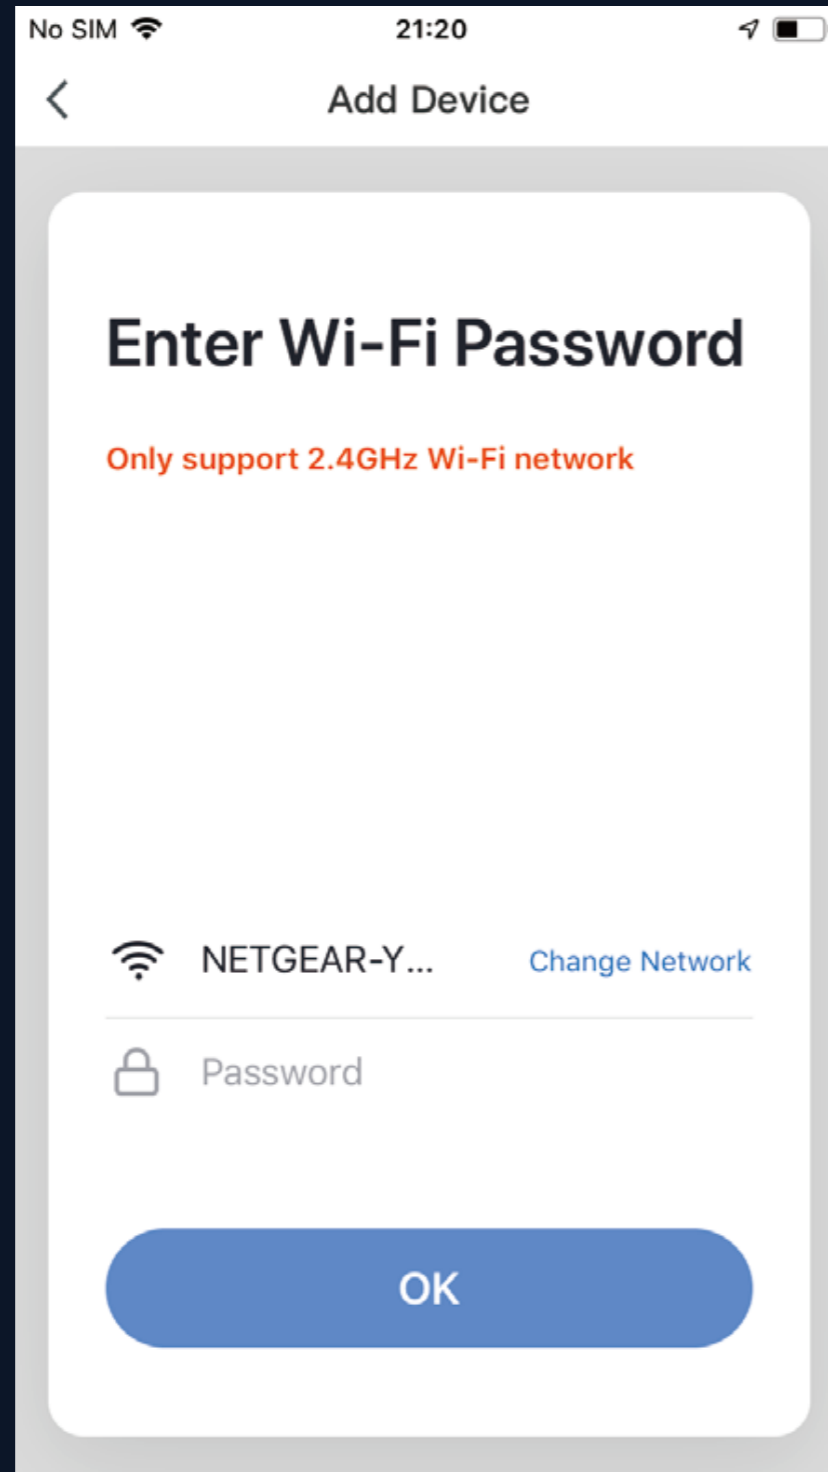 No SIM 21:20
Add Device
Enter Wi-Fi Password
Only support 2.4GHz Wi-Fi network
NETGEAR-Y... Change Network
Password
OK